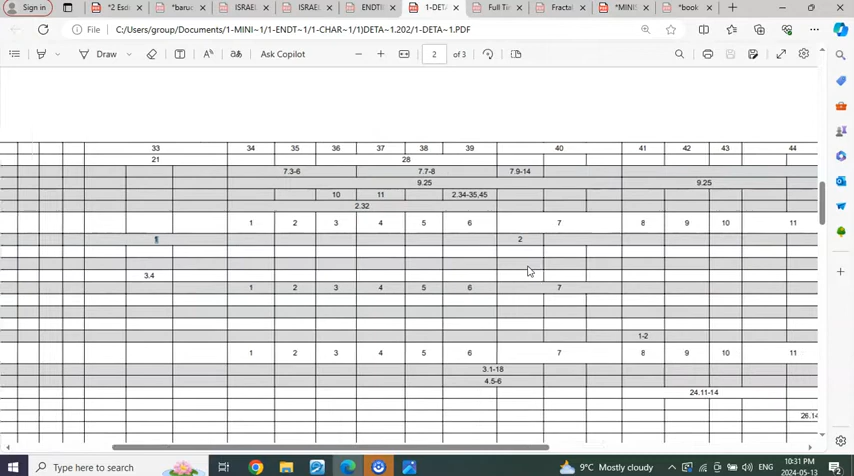 Sign in *2 Esd *baru ISRAEL ISRAEL ENDTI 1-DETA Full Ti Fractal *MINIS *book
File C:/Users/group/Documents/1-MINI~1/1-ENDT~1/1-CHAR~1/1)DETA~1.202/1-DETA~1.PDF
Draw Ask Copilot 2 of 3
33 34 35 36 37 38 39 40 41 42 43 44
21 28
7.3-6 7.7-8 7.9-14
9.25 9.25
10 11 2.34-35,45
2.32
1 2 3 4 5 6 7 8 9 10 11
1 2
3.4
1 2 3 4 5 6 7
1-2
1 2 3 4 5 6 7 8 9 10 11
3.1-18
4.5-6
24.11-14
26.14
Type here to search 9°C Mostly cloudy ENG 10:31 PM
2024-05-13